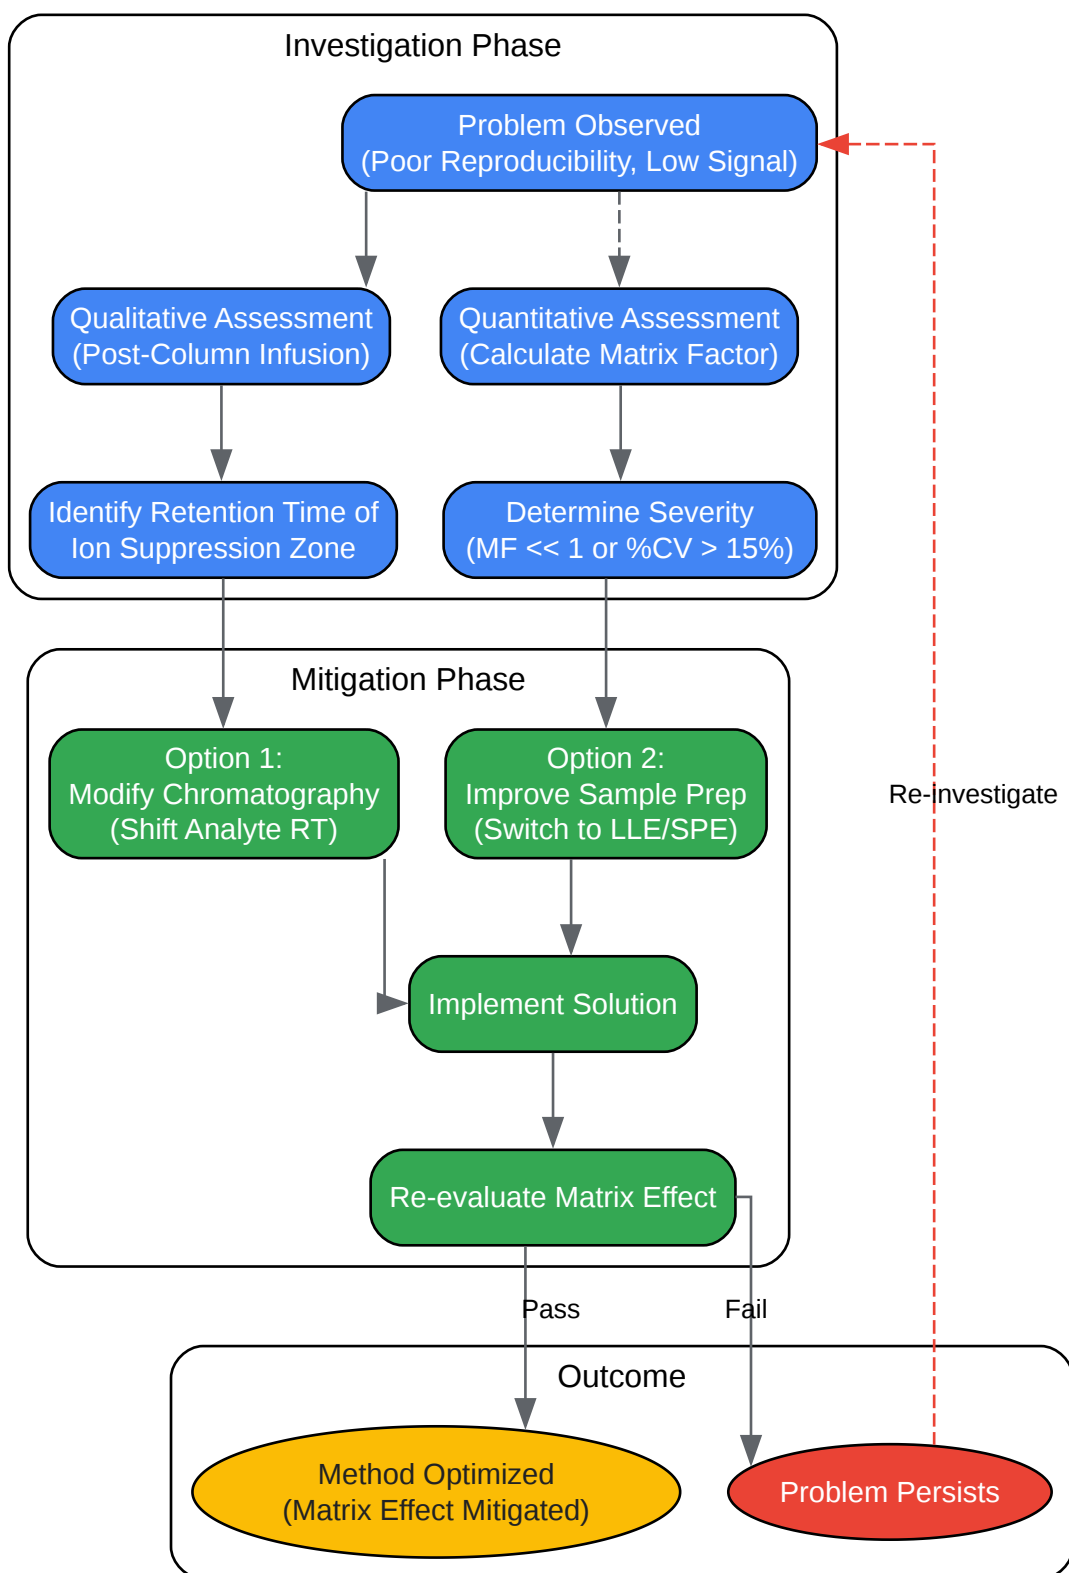 Investigation Phase
Problem Observed
(Poor Reproducibility, Low Signal)
Qualitative Assessment
(Post-Column Infusion)
Quantitative Assessment
(Calculate Matrix Factor)
Identify Retention Time of
Ion Suppression Zone
Determine Severity
(MF << 1 or %CV > 15%)
Mitigation Phase
Option 1:
Modify Chromatography
(Shift Analyte RT)
Option 2:
Improve Sample Prep
(Switch to LLE/SPE)
Re-investigate
Implement Solution
Re-evaluate Matrix Effect
Pass
Fail
Outcome
Method Optimized
(Matrix Effect Mitigated)
Problem Persists